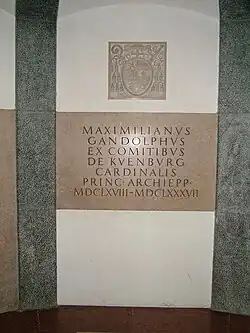 MAXIMILIANVS
GANDOLPHVS
EX COMITIBVS
DE KVENBVRG
CARDINALIS
PRINC· ARCHIEPP·
MDCLXVIII-MDCLXXXVII